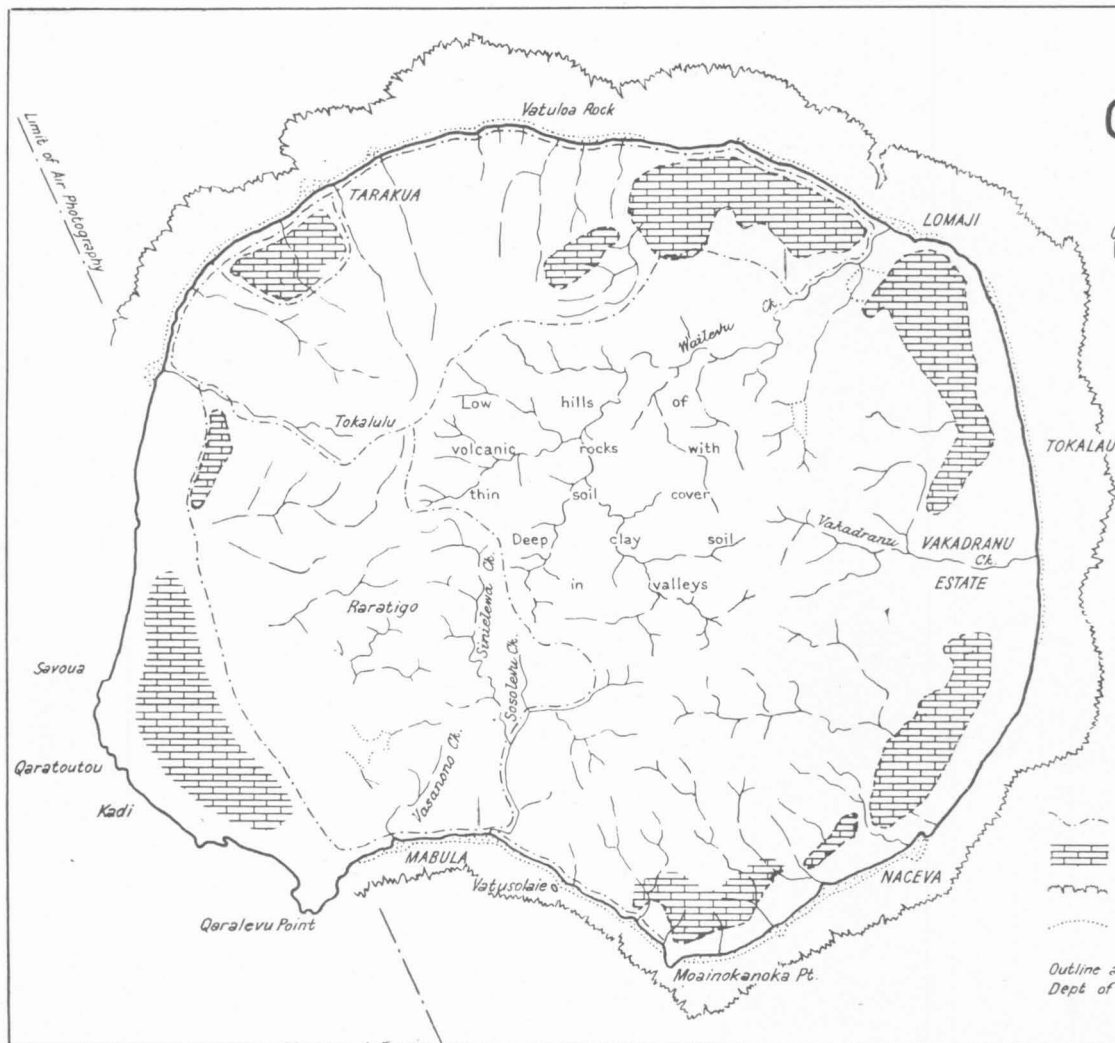 Limit of Air Photography
Vatuloa Rock
TARAKUA
LOMAJI
Wailevu Ck.
Low hills of
Tokalulu
volcanic rocks with
TOKALAU
thin soil cover
Deep clay soil
Vakadranu Ck.
VAKADRANU
ESTATE
in valleys
Raratigo
Sinielewa Ck.
Sosolevu Ck.
Savoua
Vasanono Ck.
Qaratoutou
Kadi
MABULA
Vatusolaie
NACEVA
Qaralevu Point
Moainokanoka Pt.
Outline
Dept of